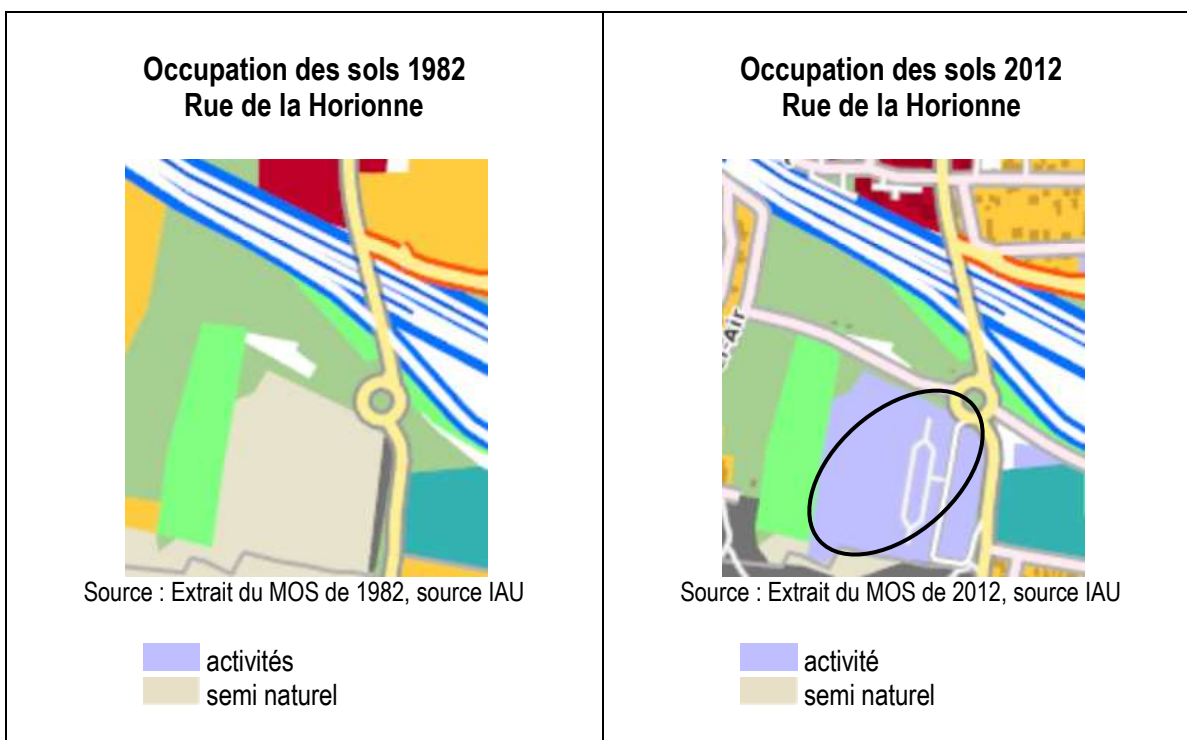 Occupation des sols 1982
Rue de la Horionne
Source : Extrait du MOS de 1982, source IAU
activités
semi naturel
Occupation des sols 2012
Rue de la Horionne
el-Air
Source : Extrait du MOS de 2012, source IAU
activité
semi naturel